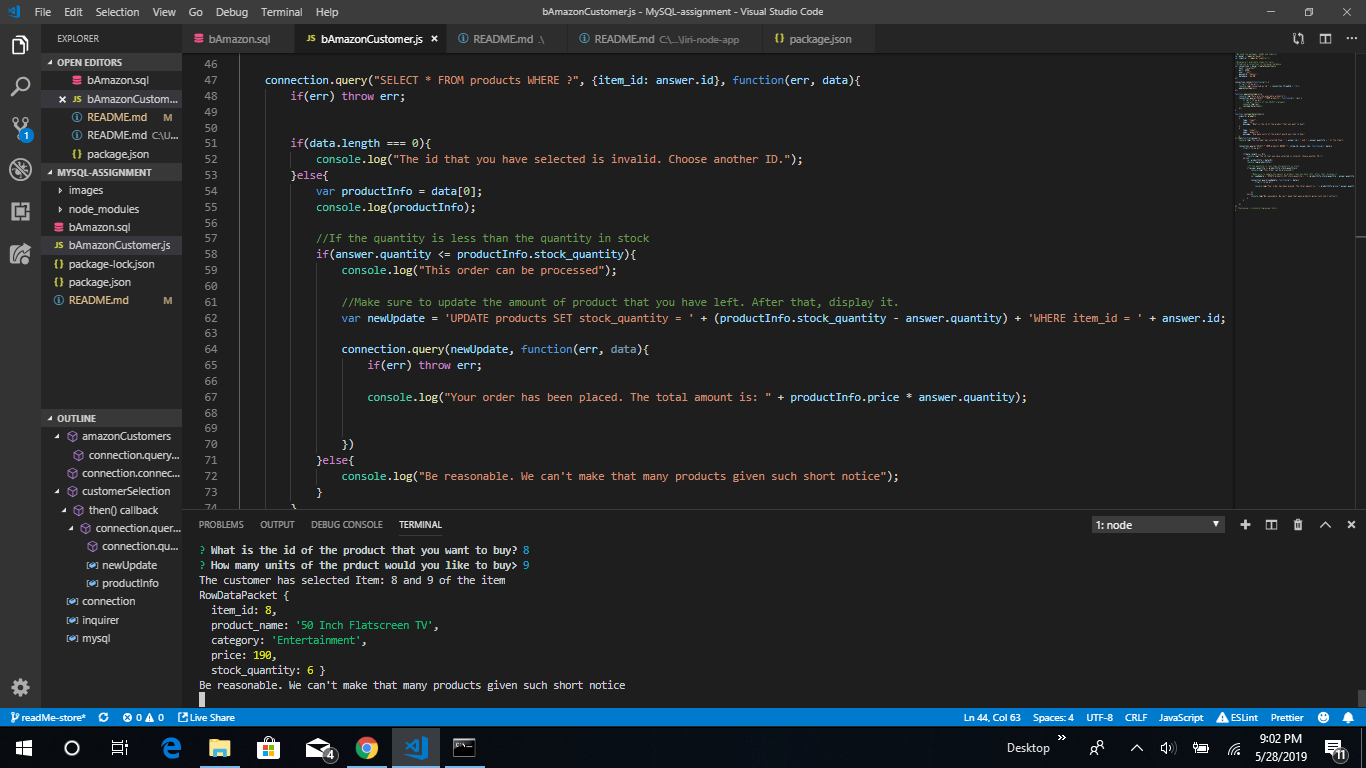 File Edit Selection View Go Debug Terminal Help
bAmazonCustomer.js - MySQL-assignment - Visual Studio Code
EXPLORER
bAmazon.sql
JS bAmazonCustomer.js ×
README.md .\
README.md C:\...\liri-node-app
{} package.json
OPEN EDITORS
bAmazon.sql
× JS bAmazonCustom...
README.md M
README.md C:\U...
{} package.json
MYSQL-ASSIGNMENT
images
node_modules
bAmazon.sql
JS bAmazonCustomer.js
{} package-lock.json
{} package.json
README.md M
1
OUTLINE
amazonCustomers
connection.query...
connection.connec...
customerSelection
then() callback
connection.quer...
connection.qu...
newUpdate
productInfo
connection
inquirer
mysql
46
47 connection.query("SELECT * FROM products WHERE ?", {item_id: answer.id}, function(err, data){
48 if(err) throw err;
49
50
51 if(data.length === 0){
52 console.log("The id that you have selected is invalid. Choose another ID.");
53 }else{
54 var productInfo = data[0];
55 console.log(productInfo);
56
57 //If the quantity is less than the quantity in stock
58 if(answer.quantity <= productInfo.stock_quantity){
59 console.log("This order can be processed");
60
61 //Make sure to update the amount of product that you have left. After that, display it.
62 var newUpdate = 'UPDATE products SET stock_quantity = ' + (productInfo.stock_quantity - answer.quantity) + 'WHERE item_id = ' + answer.id;
63
64 connection.query(newUpdate, function(err, data){
65 if(err) throw err;
66
67 console.log("Your order has been placed. The total amount is: " + productInfo.price * answer.quantity);
68
69
70 })
71 }else{
72 console.log("Be reasonable. We can't make that many products given such short notice");
73 }
74 }
PROBLEMS OUTPUT DEBUG CONSOLE TERMINAL
1: node
? What is the id of the product that you want to buy? 8
? How many units of the prduct would you like to buy> 9
The customer has selected Item: 8 and 9 of the item
RowDataPacket {
item_id: 8,
product_name: '50 Inch Flatscreen TV',
category: 'Entertainment',
price: 190,
stock_quantity: 6 }
Be reasonable. We can't make that many products given such short notice
readMe-store* 0 0 Live Share
Ln 44, Col 63 Spaces: 4 UTF-8 CRLF JavaScript ESLint Prettier
4
Desktop
9:02 PM
5/28/2019
11